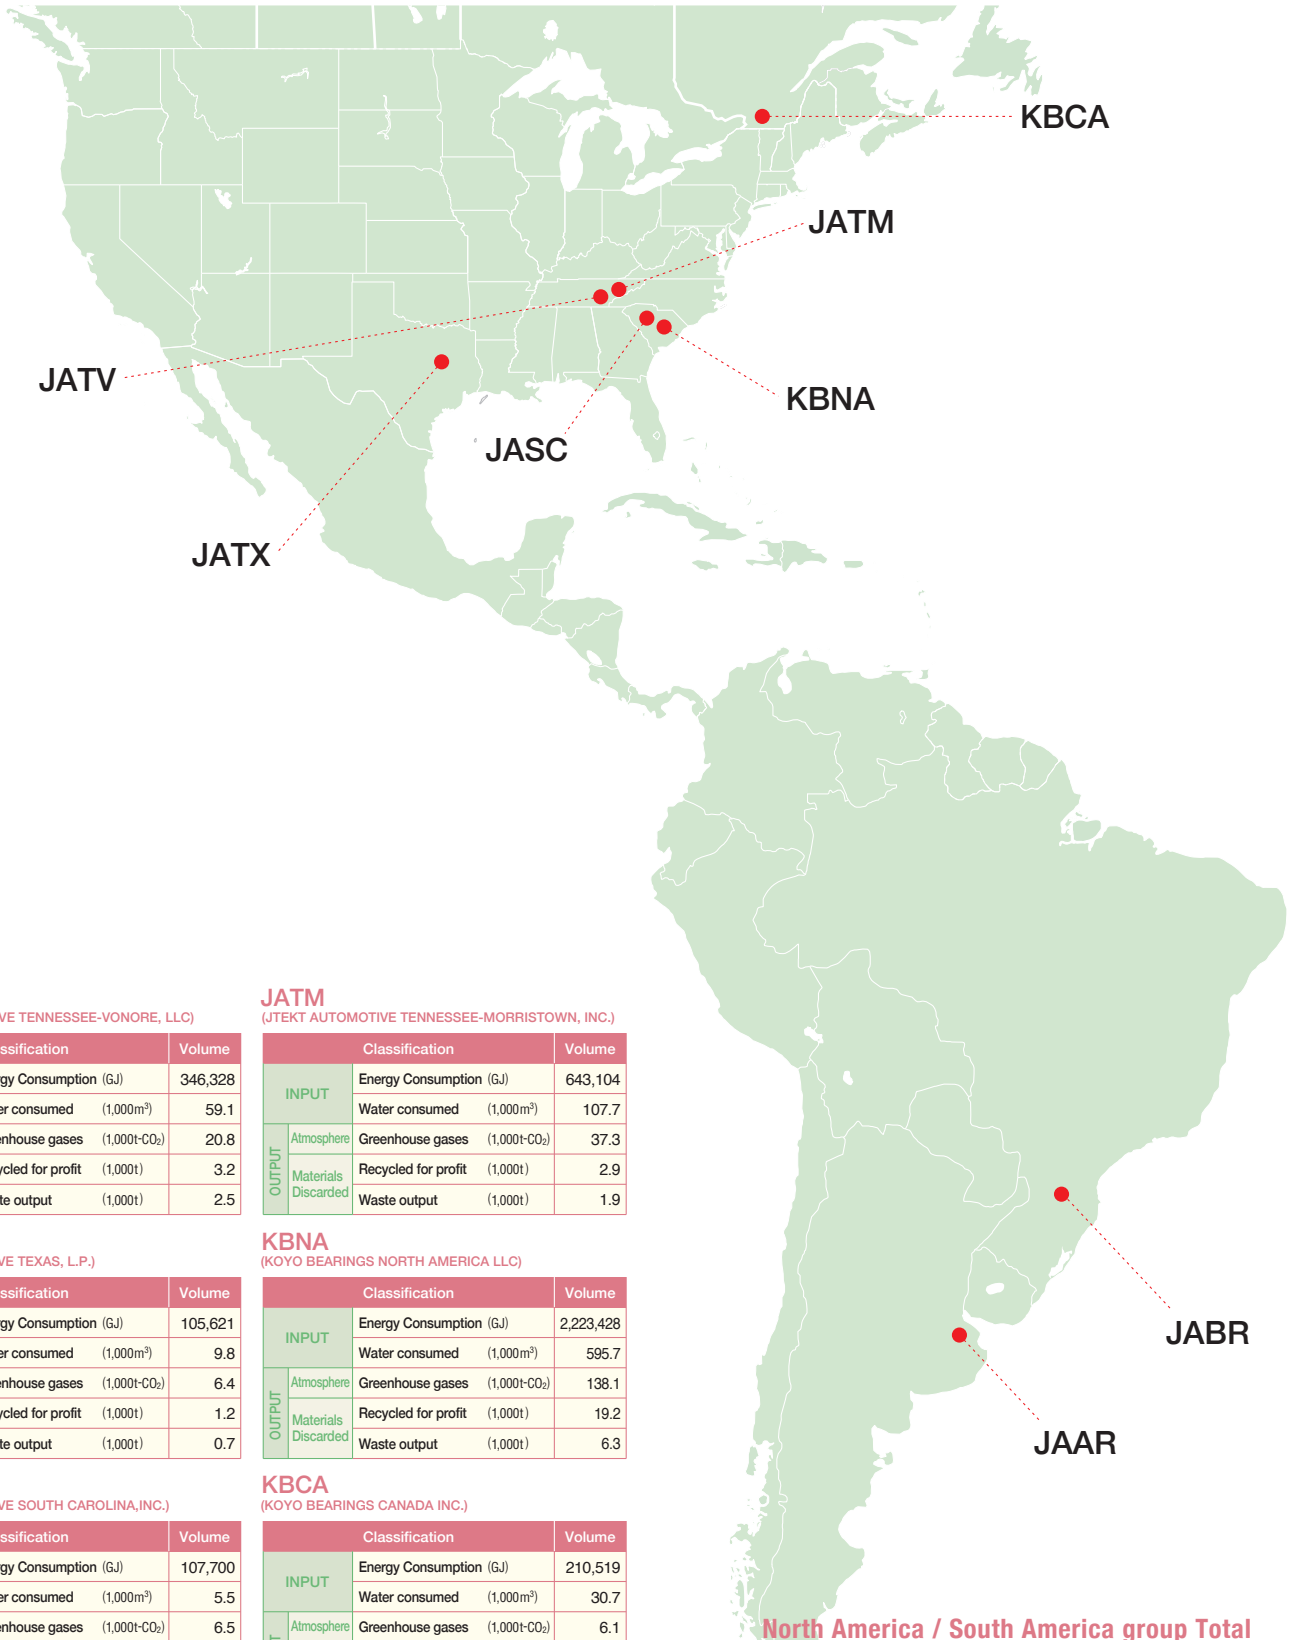 KBCA
JATM
JATV
KBNA
JASC
JATX
JABR
JAAR
VE TENNESSEE-VONORE, LLC)
ssification Volume
gy Consumption (GJ) 346,328
er consumed (1,000m³) 59.1
enhouse gases (1,000t-CO₂) 20.8
ycled for profit (1,000t) 3.2
te output (1,000t) 2.5
JATM
(JTEKT AUTOMOTIVE TENNESSEE-MORRISTOWN, INC.)
Classification Volume
INPUT Energy Consumption (GJ) 643,104
Water consumed (1,000m³) 107.7
OUTPUT Atmosphere Greenhouse gases (1,000t-CO₂) 37.3
Materials Discarded Recycled for profit (1,000t) 2.9
Waste output (1,000t) 1.9
VE TEXAS, L.P.)
ssification Volume
gy Consumption (GJ) 105,621
er consumed (1,000m³) 9.8
enhouse gases (1,000t-CO₂) 6.4
ycled for profit (1,000t) 1.2
te output (1,000t) 0.7
KBNA
(KOYO BEARINGS NORTH AMERICA LLC)
Classification Volume
INPUT Energy Consumption (GJ) 2,223,428
Water consumed (1,000m³) 595.7
OUTPUT Atmosphere Greenhouse gases (1,000t-CO₂) 138.1
Materials Discarded Recycled for profit (1,000t) 19.2
Waste output (1,000t) 6.3
VE SOUTH CAROLINA,INC.)
ssification Volume
gy Consumption (GJ) 107,700
er consumed (1,000m³) 5.5
enhouse gases (1,000t-CO₂) 6.5
KBCA
(KOYO BEARINGS CANADA INC.)
Classification Volume
INPUT Energy Consumption (GJ) 210,519
Water consumed (1,000m³) 30.7
Atmosphere Greenhouse gases (1,000t-CO₂) 6.1
North America / South America group Total